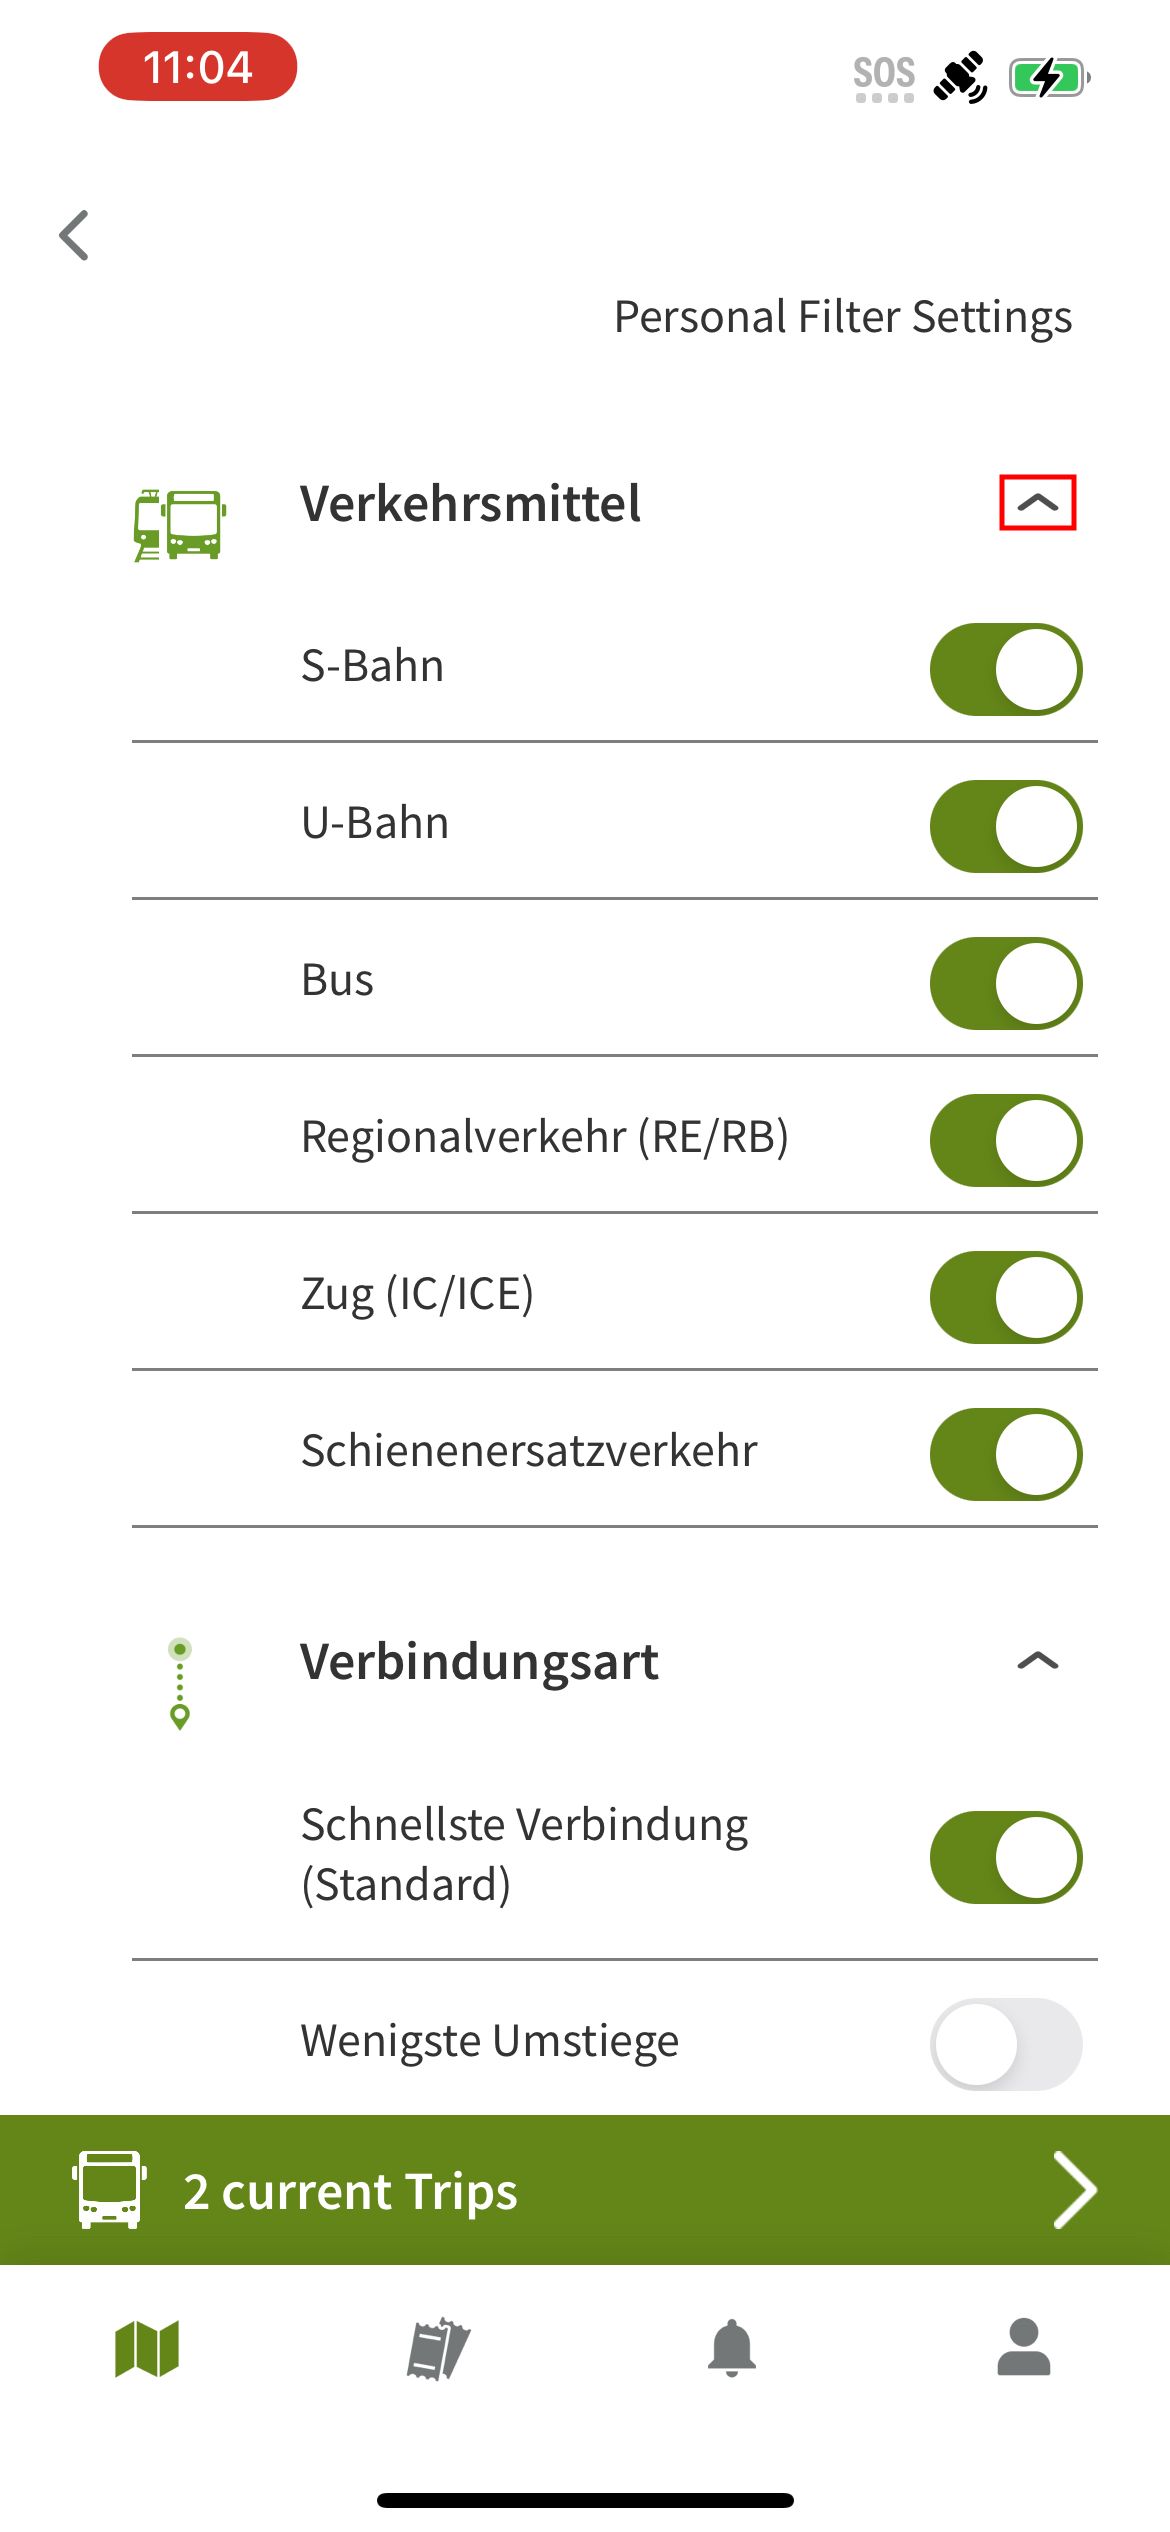 11:04
SOS
Personal Filter Settings
Verkehrsmittel
S-Bahn
U-Bahn
Bus
Regionalverkehr (RE/RB)
Zug (IC/ICE)
Schienenersatzverkehr
Verbindungsart
Schnellste Verbindung
(Standard)
Wenigste Umstiege
2 current Trips